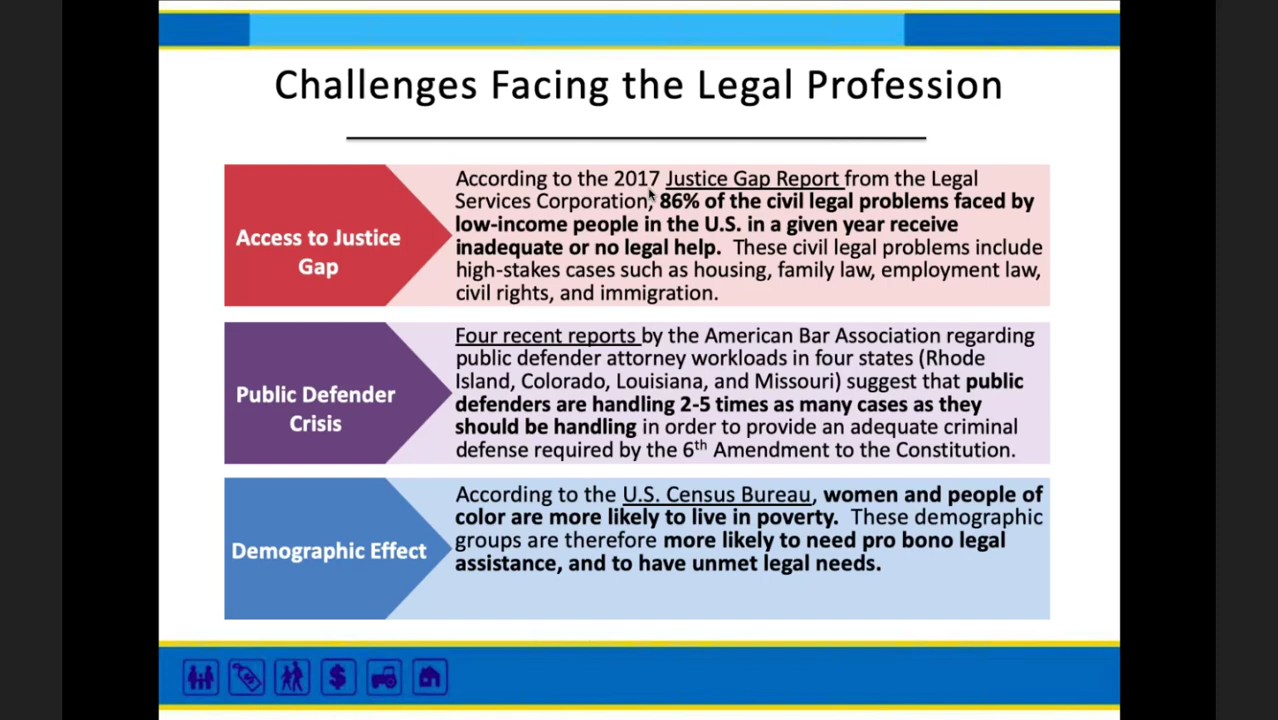 Challenges Facing the Legal Profession
Access to Justice
Gap
According to the 2017 Justice Gap Report from the Legal
Services Corporation, 86% of the civil legal problems faced by
low-income people in the U.S. in a given year receive
inadequate or no legal help.  These civil legal problems include
high-stakes cases such as housing, family law, employment law,
civil rights, and immigration.
Public Defender
Crisis
Four recent reports by the American Bar Association regarding
public defender attorney workloads in four states (Rhode
Island, Colorado, Louisiana, and Missouri) suggest that public
defenders are handling 2-5 times as many cases as they
should be handling in order to provide an adequate criminal
defense required by the 6th Amendment to the Constitution.
Demographic Effect
According to the U.S. Census Bureau, women and people of
color are more likely to live in poverty.  These demographic
groups are therefore more likely to need pro bono legal
assistance, and to have unmet legal needs.
$